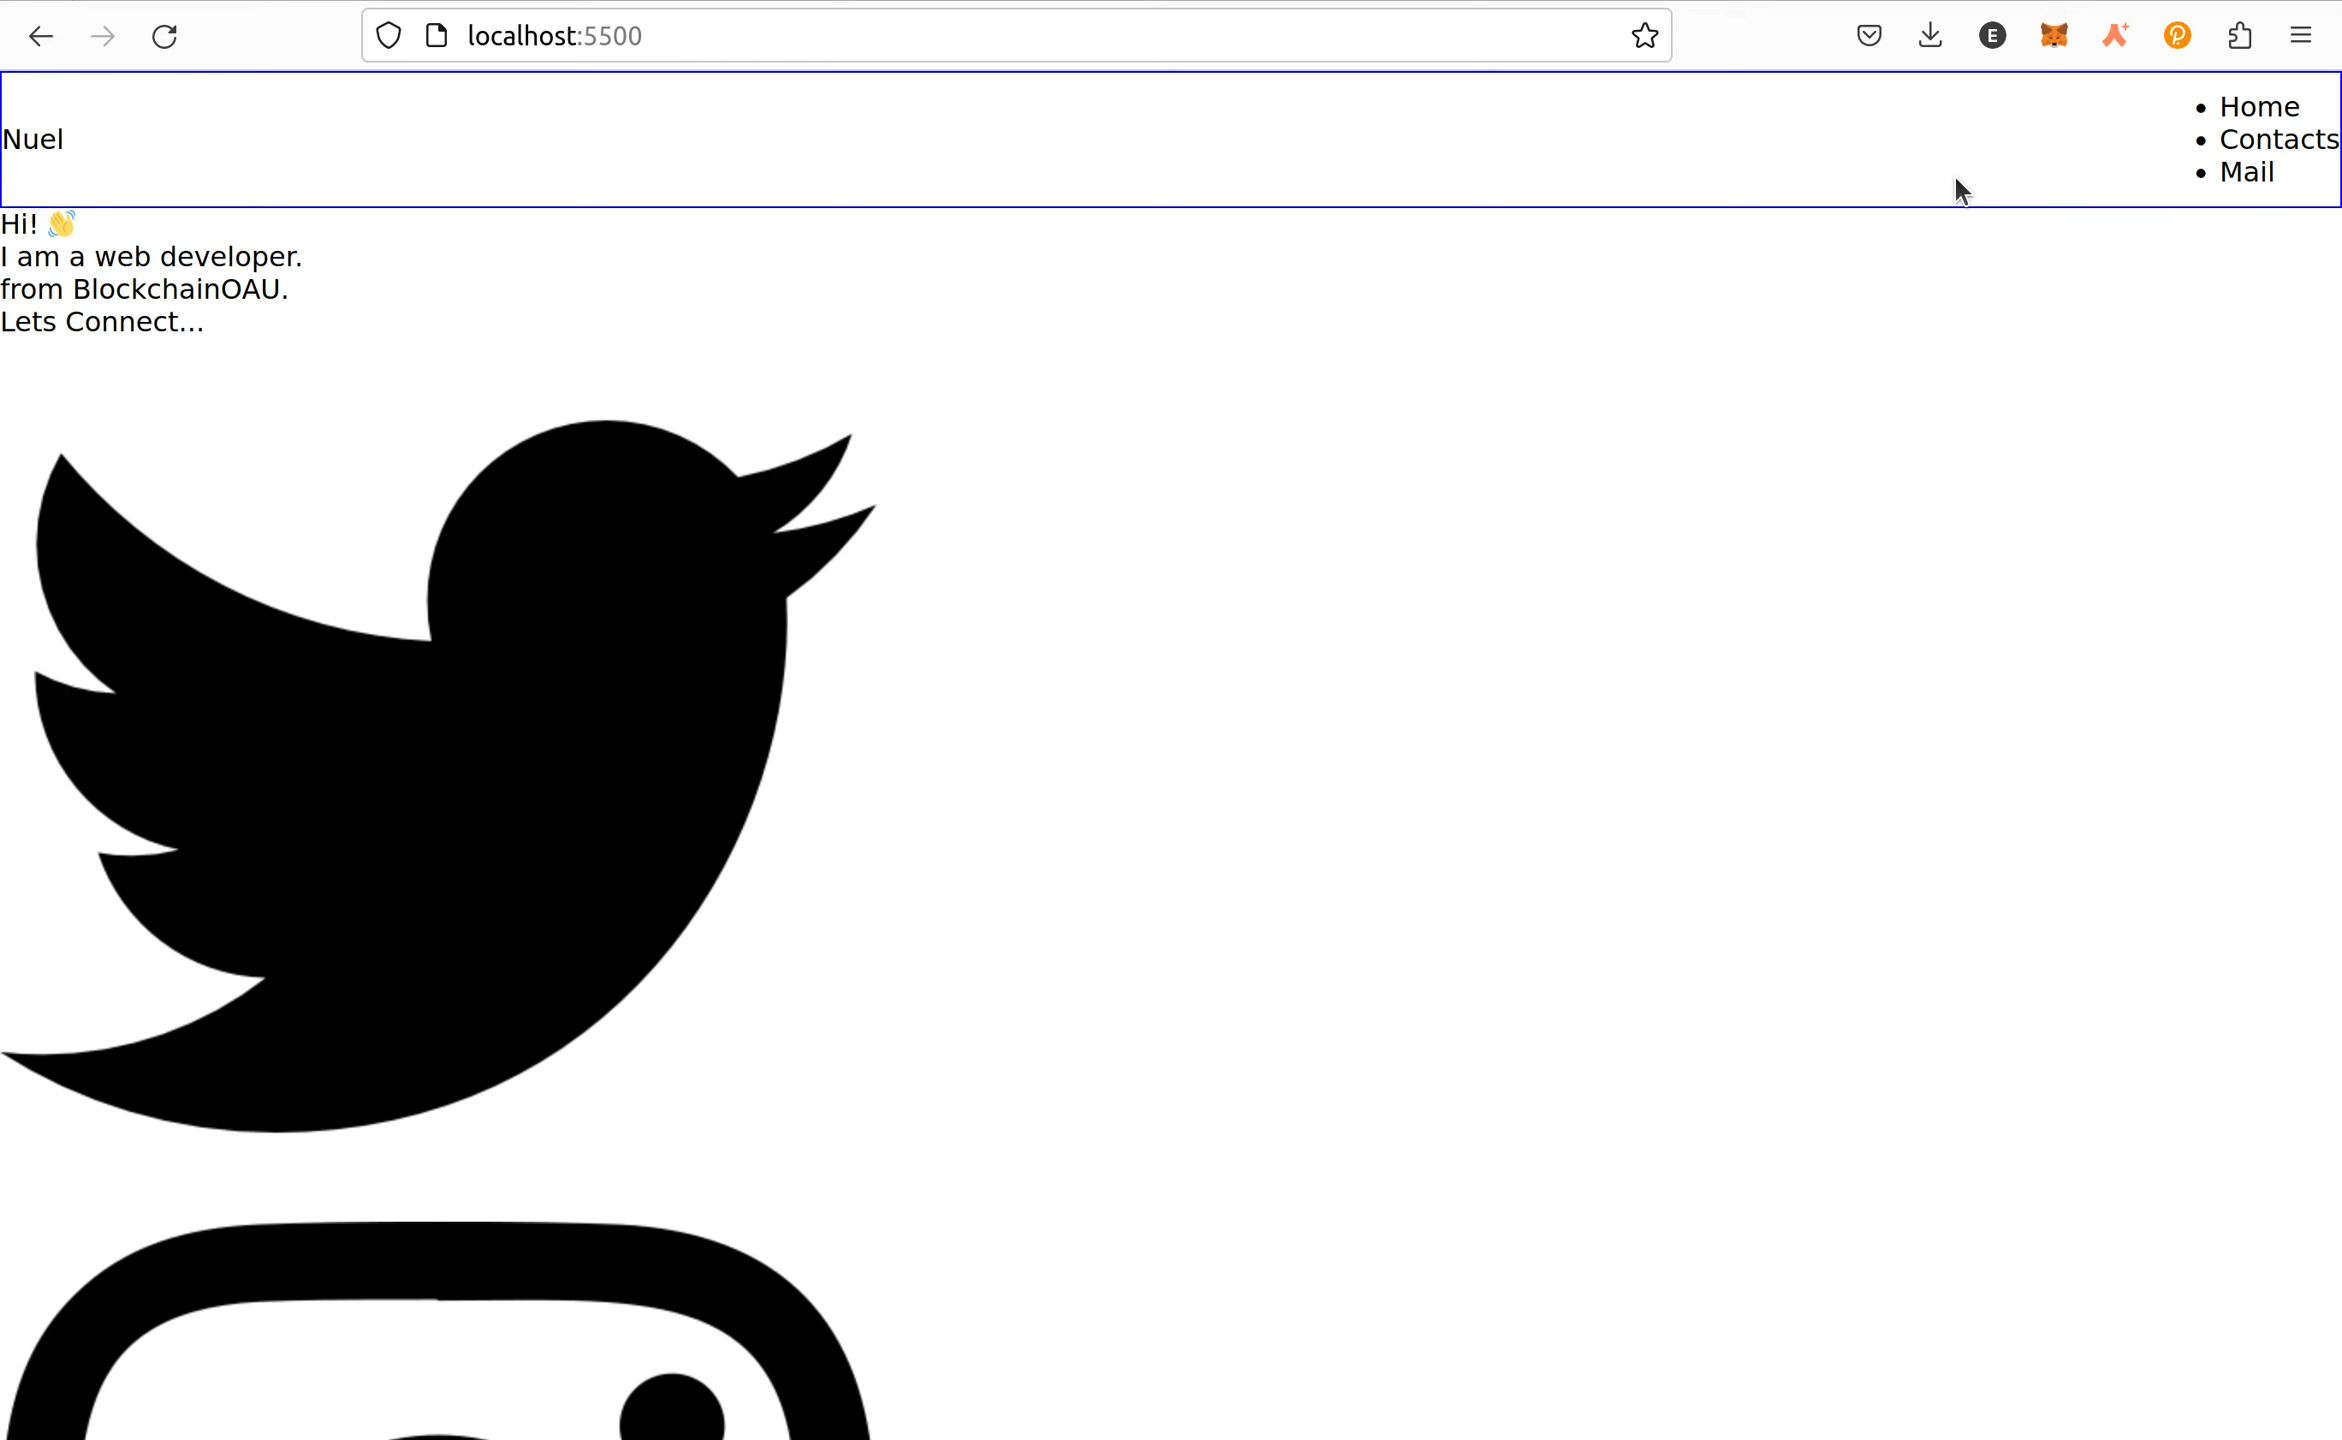 localhost:5500
E
Nuel
Home
Contacts
Mail
Hi! 👋
I am a web developer.
from BlockchainOAU.
Lets Connect...